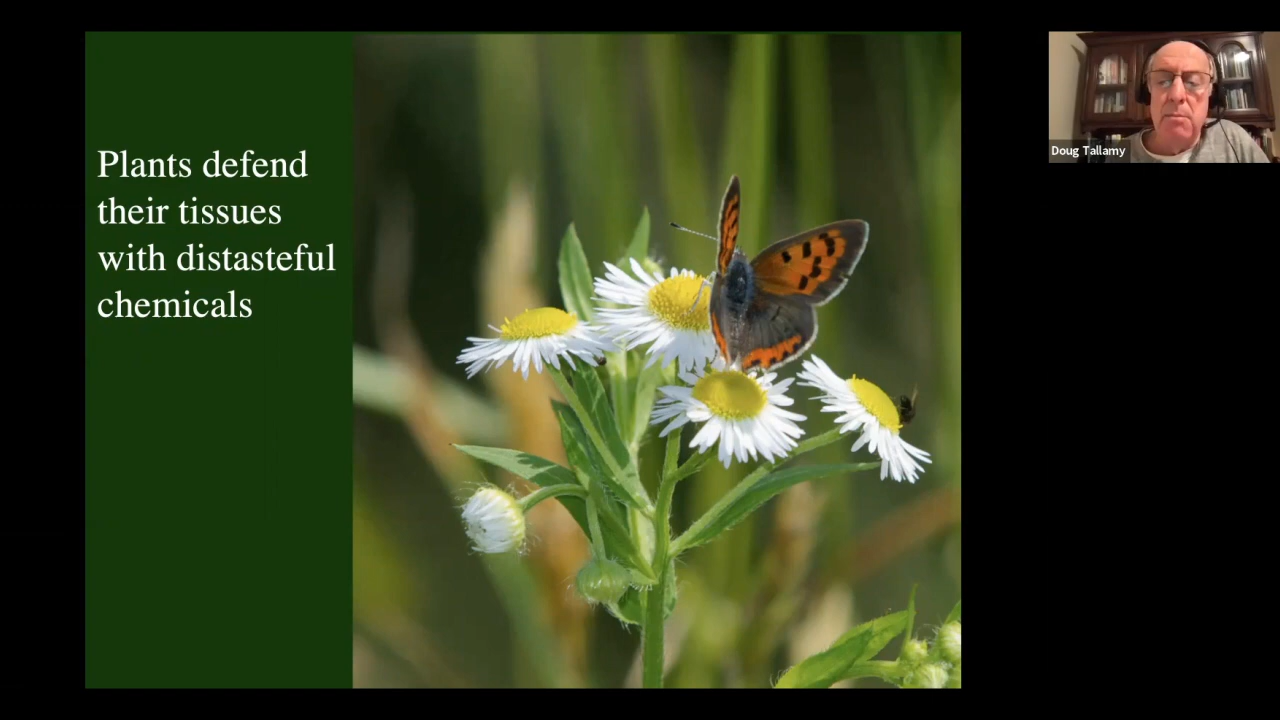 Plants defend
their tissues
with distasteful
chemicals
Doug Tallamy